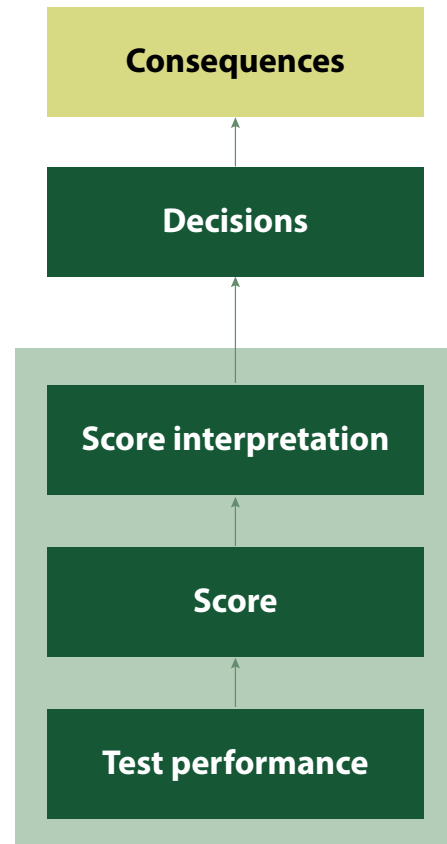 Consequences
Decisions
Score interpretation
Score
Test performance